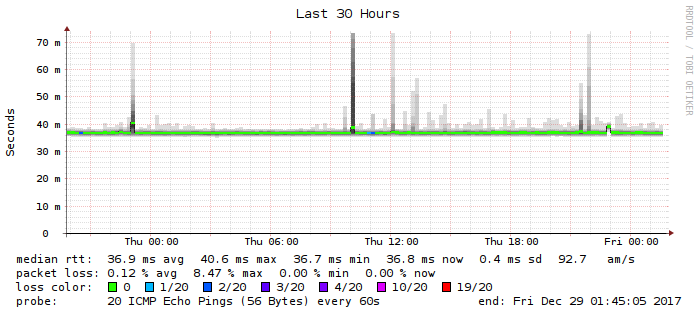 Last 30 Hours
RRDTOOL / TOBI OETIKER
Seconds
70 m
60 m
50 m
40 m
30 m
20 m
10 m
0
Thu 00:00 Thu 06:00 Thu 12:00 Thu 18:00 Fri 00:00
median rtt: 36.9 ms avg 40.6 ms max 36.7 ms min 36.8 ms now 0.4 ms sd 92.7 am/s
packet loss: 0.12 % avg 8.47 % max 0.00 % min 0.00 % now
loss color: 0 1/20 2/20 3/20 4/20 10/20 19/20
probe: 20 ICMP Echo Pings (56 Bytes) every 60s end: Fri Dec 29 01:45:05 2017